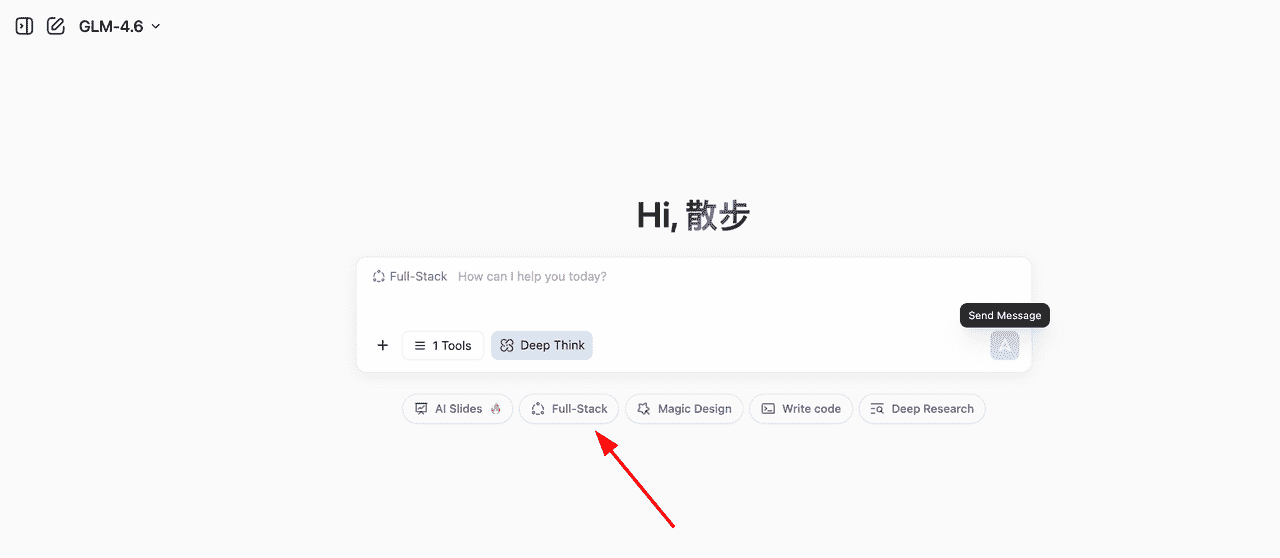 GLM-4.6
Hi, 散步
Full-Stack How can I help you today?
Send Message
1 Tools Deep Think
AI Slides Full-Stack Magic Design Write code Deep Research